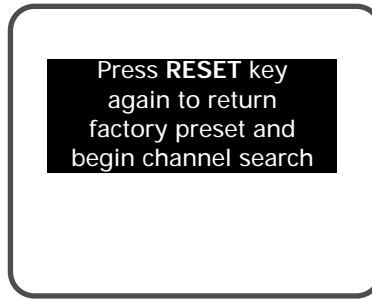 Press RESET key
again to return
factory preset and
begin channel search